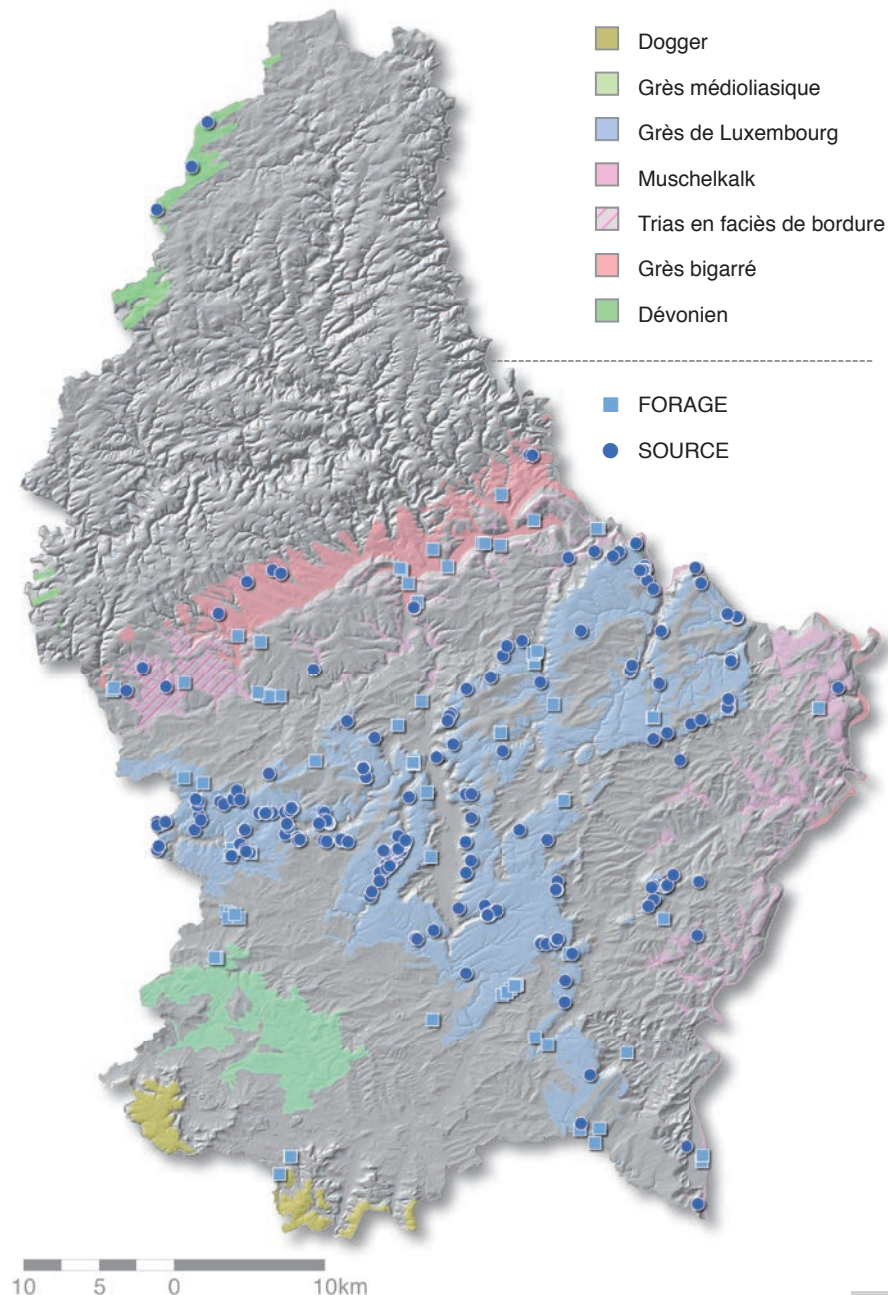 Dogger
Grès médioliasique
Grès de Luxembourg
Muschelkalk
Trias en faciès de bordure
Grès bigarré
Dévonien
FORAGE
SOURCE
10 5 0 10km